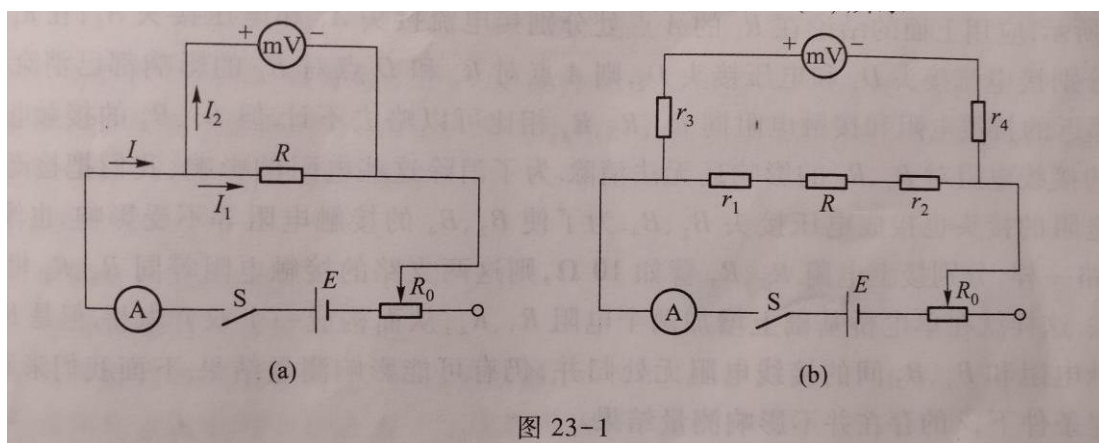 + mV −
I₂
I
R
I₁
A
S
E
R₀
(a)
+ mV −
r₃
r₄
r₁
R
r₂
A
S
E
R₀
(b)
图 23-1